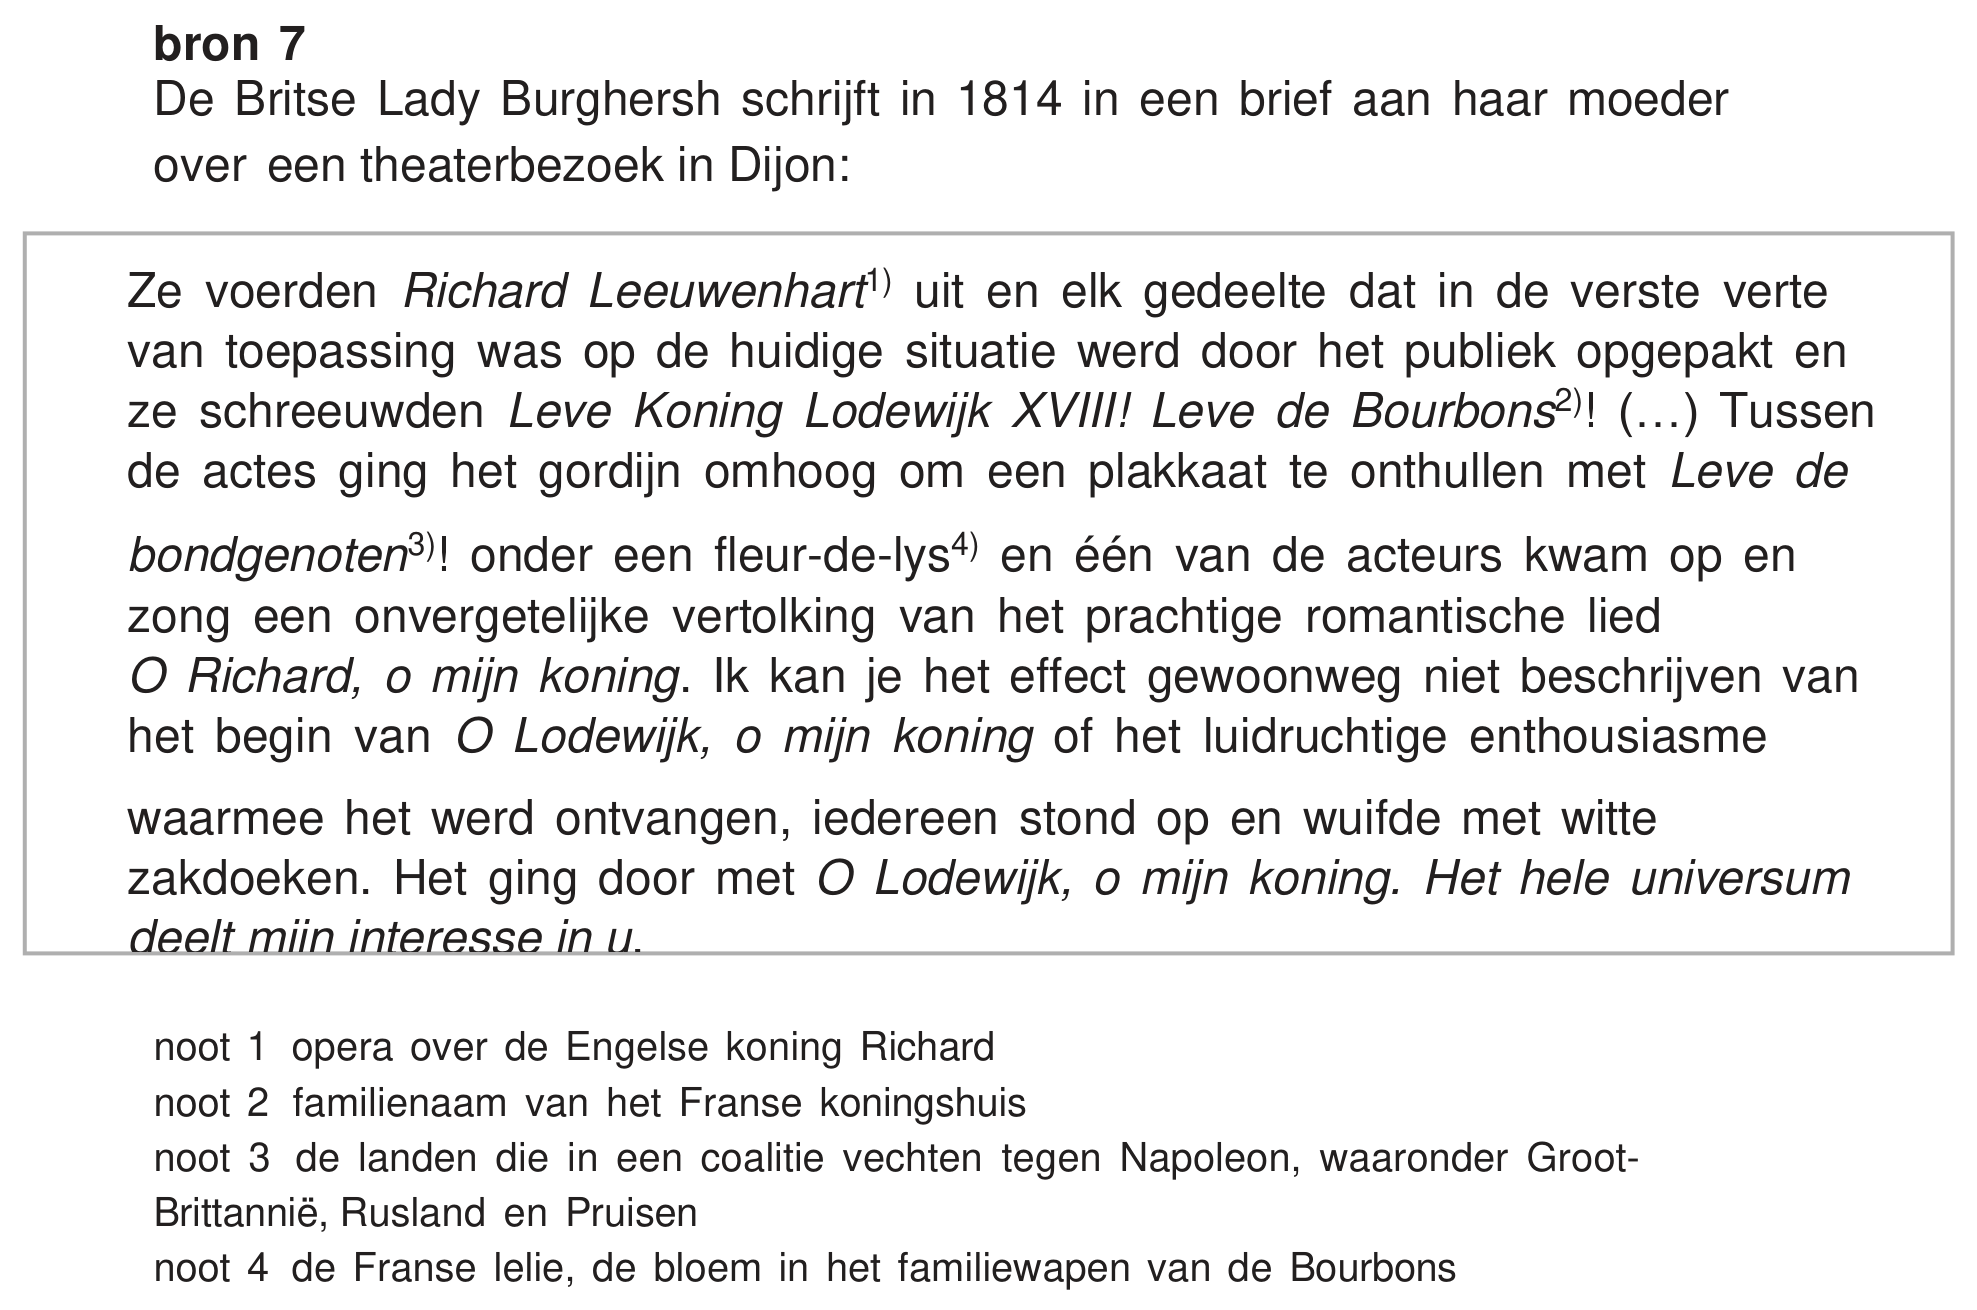 bron 7
De Britse Lady Burghersh schrijft in 1814 in een brief aan haar moeder
over een theaterbezoek in Dijon:
Ze voerden Richard Leeuwenhart1) uit en elk gedeelte dat in de verste verte
van toepassing was op de huidige situatie werd door het publiek opgepakt en
ze schreeuwden Leve Koning Lodewijk XVIII! Leve de Bourbons2)! (…) Tussen
de actes ging het gordijn omhoog om een plakkaat te onthullen met Leve de
bondgenoten3)! onder een fleur-de-lys4) en één van de acteurs kwam op en
zong een onvergetelijke vertolking van het prachtige romantische lied
O Richard, o mijn koning. Ik kan je het effect gewoonweg niet beschrijven van
het begin van O Lodewijk, o mijn koning of het luidruchtige enthousiasme
waarmee het werd ontvangen, iedereen stond op en wuifde met witte
zakdoeken. Het ging door met O Lodewijk, o mijn koning. Het hele universum
deelt mijn interesse in u.
noot 1 opera over de Engelse koning Richard
noot 2 familienaam van het Franse koningshuis
noot 3 de landen die in een coalitie vechten tegen Napoleon, waaronder Groot-
Brittannië, Rusland en Pruisen
noot 4 de Franse lelie, de bloem in het familiewapen van de Bourbons